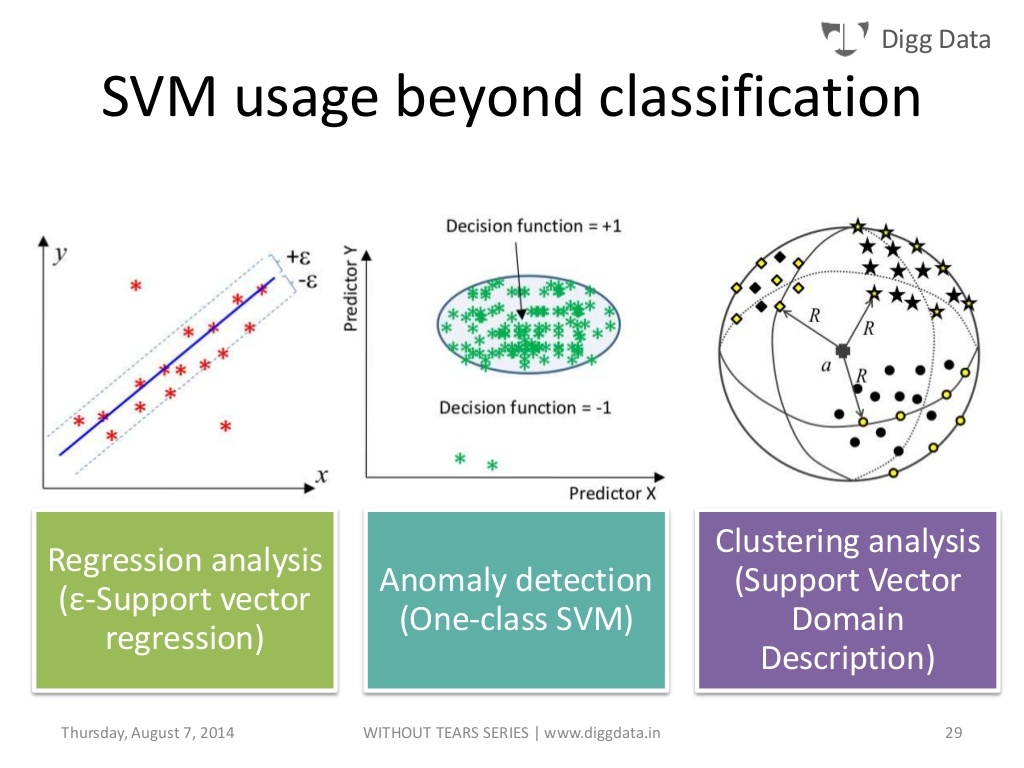 Digg Data
SVM usage beyond classification
y
+ε
-ε
x
Decision function = +1
Predictor Y
Decision function = -1
Predictor X
R
R
a
R
Regression analysis
(ε-Support vector
regression)
Anomaly detection
(One-class SVM)
Clustering analysis
(Support Vector
Domain
Description)
Thursday, August 7, 2014
WITHOUT TEARS SERIES | www.diggdata.in
29